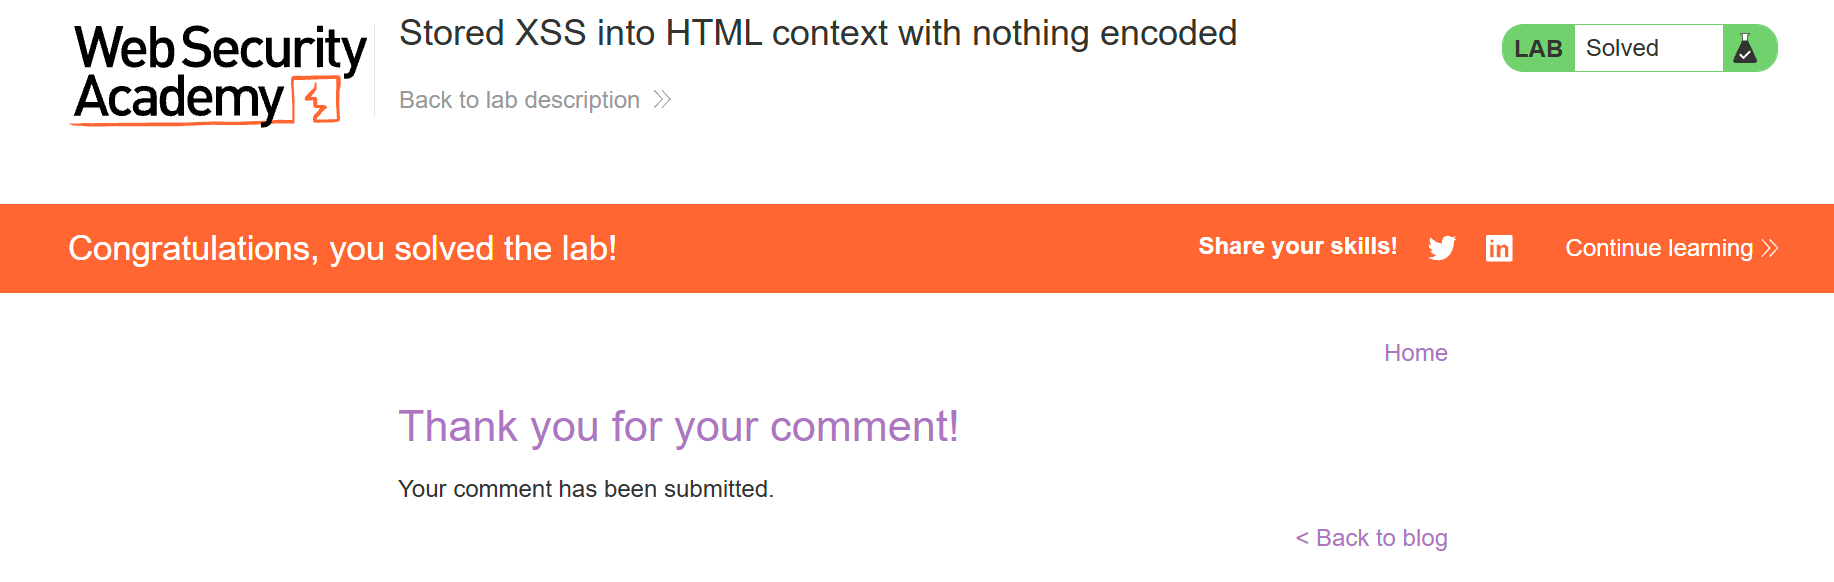 Web Security
Academy
Stored XSS into HTML context with nothing encoded
Back to lab description
LAB Solved
Congratulations, you solved the lab!
Share your skills!
Continue learning
Home
Thank you for your comment!
Your comment has been submitted.
< Back to blog